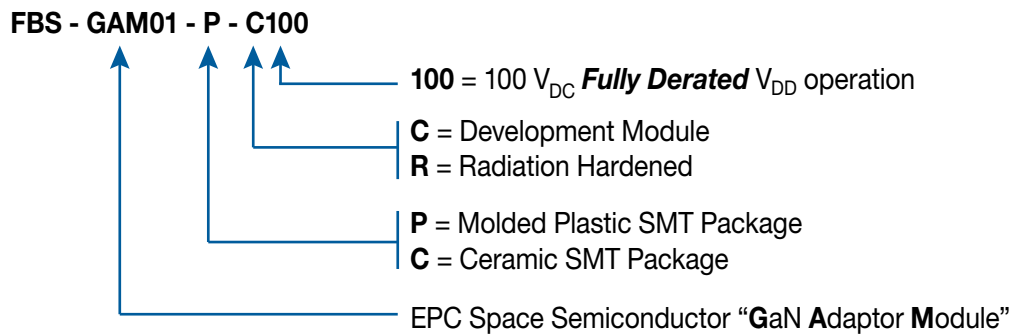 FBS - GAM01 - P - C100
100 = 100 VDC Fully Derated VDD operation
C = Development Module
R = Radiation Hardened
P = Molded Plastic SMT Package
C = Ceramic SMT Package
EPC Space Semiconductor “GaN Adaptor Module”